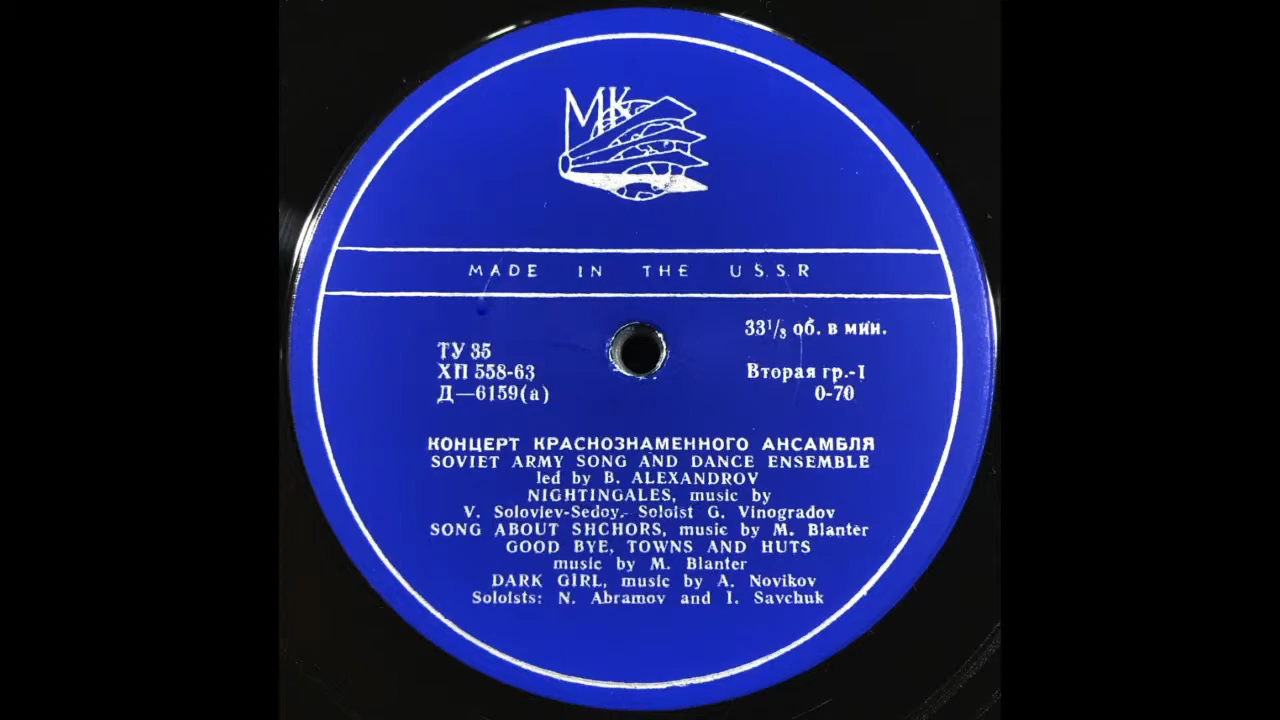 МК
MADE IN THE U.S.S.R
33⅓ об. в мин.
ТУ 35
ХП 558-63
Вторая гр.-I
Д—6159(а)
0-70
КОНЦЕРТ КРАСНОЗНАМЕННОГО АНСАМБЛЯ
SOVIET ARMY SONG AND DANCE ENSEMBLE
led by B. ALEXANDROV
NIGHTINGALES, music by
V. Soloviev-Sedoy. Soloist G. Vinogradov
SONG ABOUT SHCHORS, music by M. Blanter
GOOD BYE, TOWNS AND HUTS
music by M. Blanter
DARK GIRL, music by A. Novikov
Soloists: N. Abramov and I. Savchuk